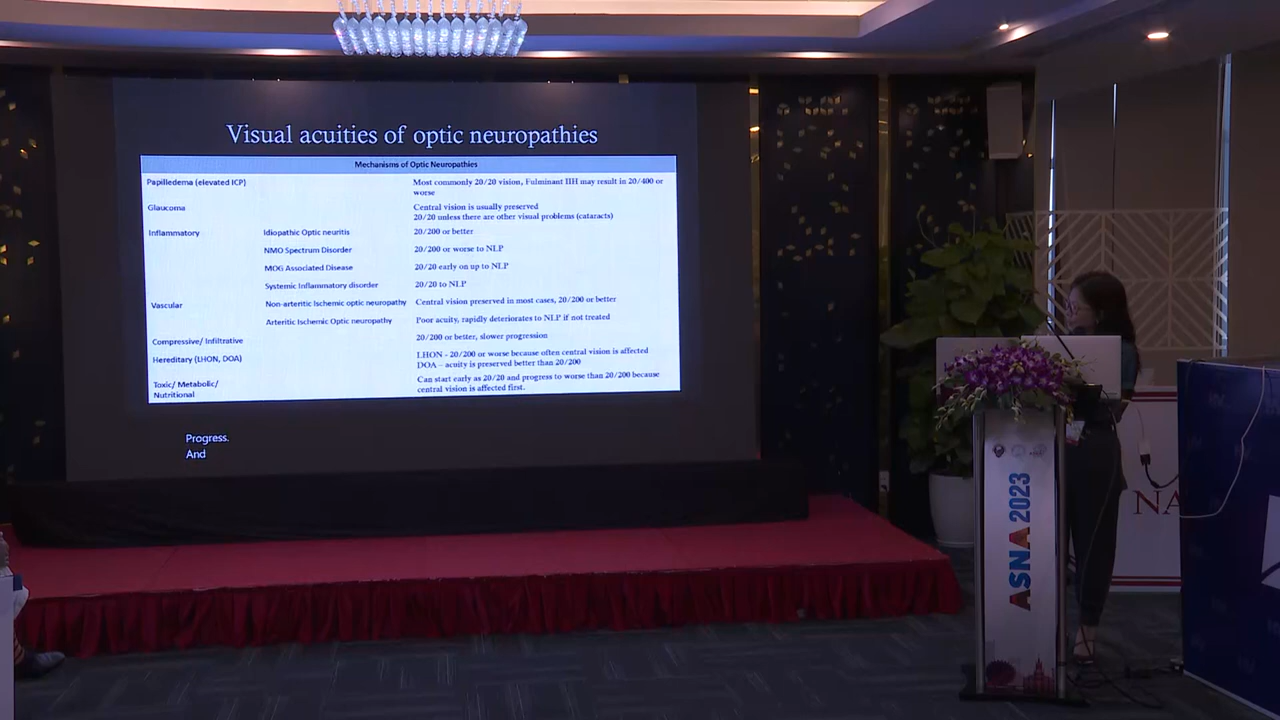 Visual acuities of optic neuropathies
Mechanisms of Optic Neuropathies
Papilledema (elevated ICP) Most commonly 20/20 vision, Fulminant IIH may result in 20/400 or
worse
Glaucoma Central vision is usually preserved
20/20 unless there are other visual problems (cataracts)
Inflammatory Idiopathic Optic neuritis 20/200 or better
NMO Spectrum Disorder 20/200 or worse to NLP
MOG Associated Disease 20/20 early on up to NLP
Systemic Inflammatory disorder 20/20 to NLP
Vascular Non-arteritic Ischemic optic neuropathy Central vision preserved in most cases, 20/200 or better
Arteritic Ischemic Optic neuropathy Poor acuity, rapidly deteriorates to NLP if not treated
Compressive/ Infiltrative 20/200 or better, slower progression
Hereditary (LHON, DOA) LHON - 20/200 or worse because often central vision is affected
DOA – acuity is preserved better than 20/200
Toxic/ Metabolic/
Nutritional Can start early as 20/20 and progress to worse than 20/200 because
central vision is affected first.
Progress.
And
ASNA 2023
NA